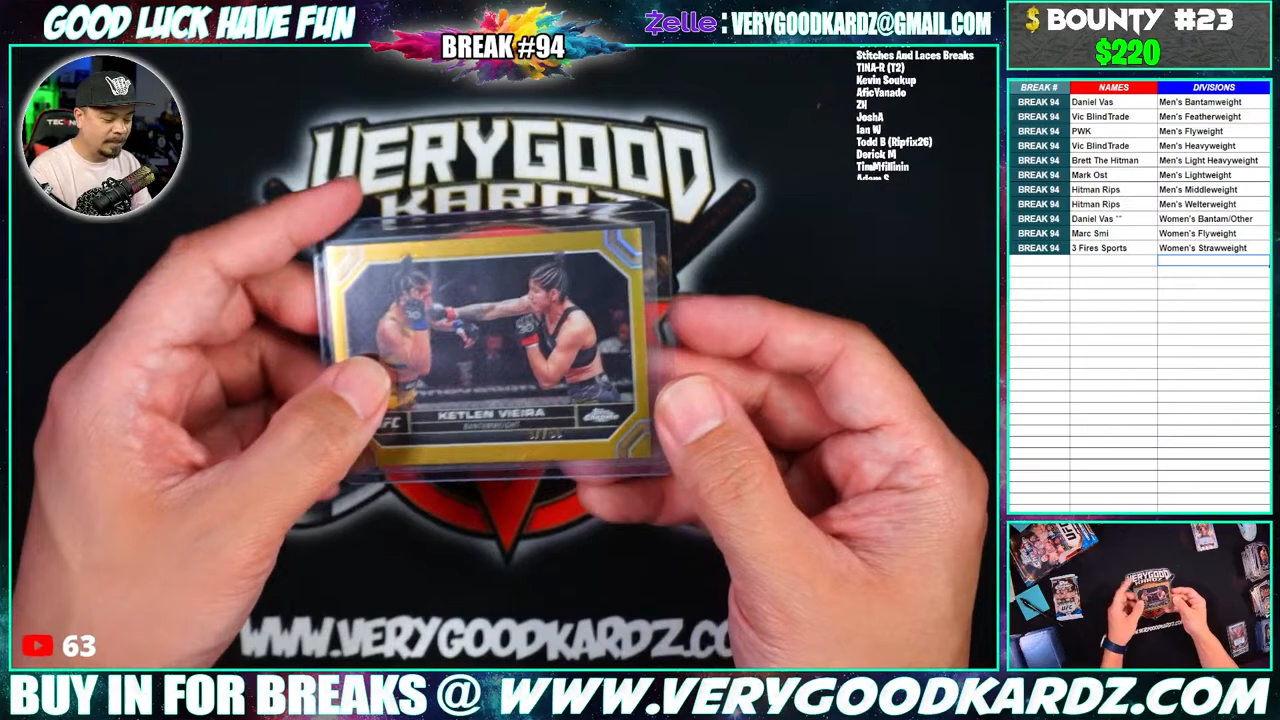 GOOD LUCK HAVE FUN
BREAK #94
Zelle : VERYGOODKARDZ@GMAIL.COM
$ BOUNTY #23
$220
Stitches And Laces Breaks
TINA-R (T2)
Kevin Soukup
AficYanado
ZH
JoshA
Ian W
Todd B (Ripfix26)
Derick M
TimMfillinin
Adam S
BREAK # NAMES DIVISIONS
BREAK 94 Daniel Vas Men's Bantamweight
BREAK 94 Vic BlindTrade Men's Featherweight
BREAK 94 PWK Men's Flyweight
BREAK 94 Vic BlindTrade Men's Heavyweight
BREAK 94 Brett The Hitman Men's Light Heavyweight
BREAK 94 Mark Ost Men's Lightweight
BREAK 94 Hitman Rips Men's Middleweight
BREAK 94 Hitman Rips Men's Welterweight
BREAK 94 Daniel Vas ** Women's Bantam/Other
BREAK 94 Marc Smi Women's Flyweight
BREAK 94 3 Fires Sports Women's Strawweight
VERYGOOD
KARDZ
KETLEN VIEIRA
BANTAMWEIGHT
WWW.VERYGOODKARDZ.CO
63
BUY IN FOR BREAKS @ WWW.VERYGOODKARDZ.COM